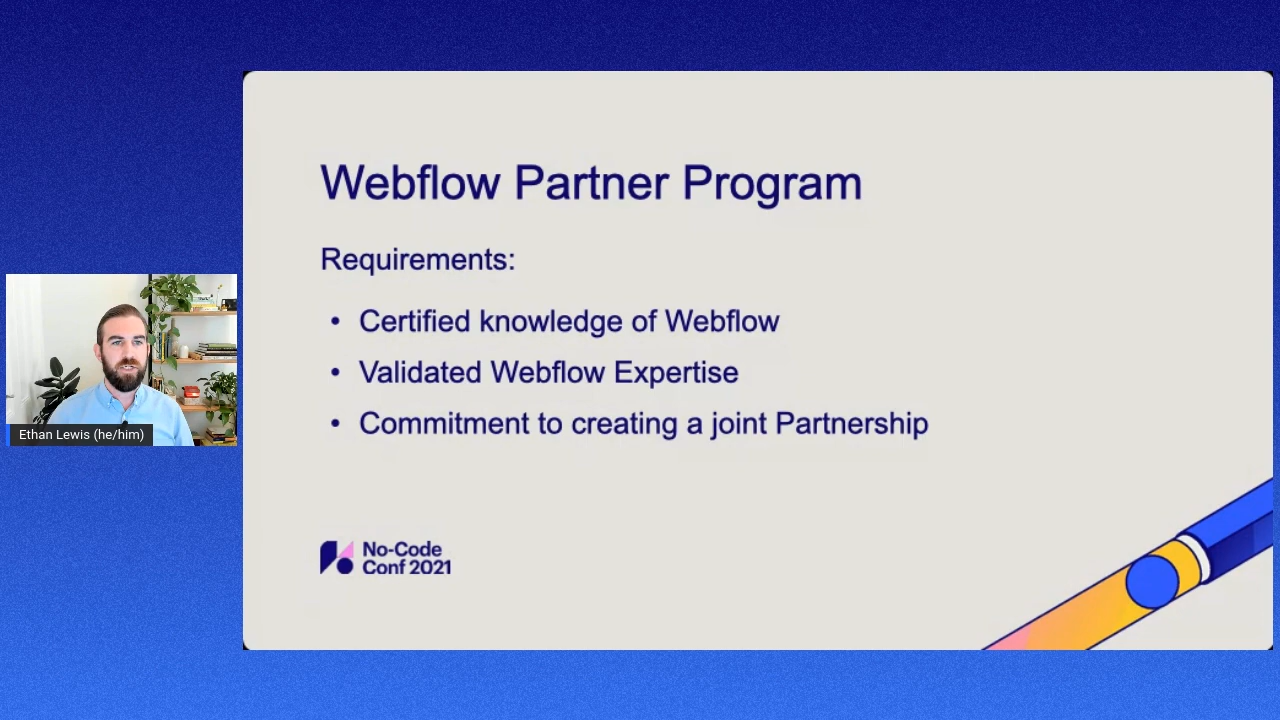 Webflow Partner Program
Requirements:
• Certified knowledge of Webflow
• Validated Webflow Expertise
• Commitment to creating a joint Partnership
Ethan Lewis (he/him)
No-Code
Conf 2021